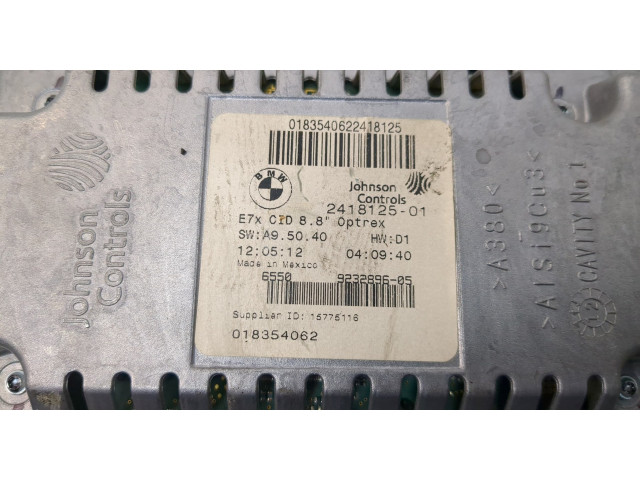 0183540622418125
BMW
Johnson
Controls
2418125-01
E7x CID 8.8" Optrex
SW:A9.50.40 HW:D1
12:05:12 04:09:40
Made in Mexico
6550 9232896-05
Supplier ID: 15775116
018354062
Johnson
Controls
>A380<
>AlSi9Cu3<
CAVITY No 1
12